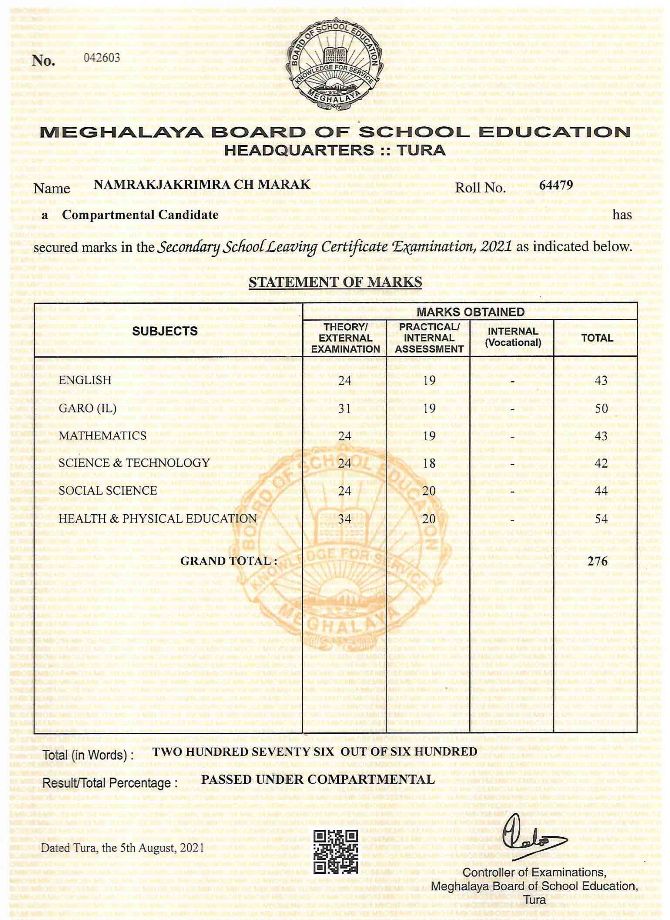 No. 042603
BOARD OF SCHOOL EDUCATION
KNOWLEDGE FOR SERVICE
MEGHALAYA
MEGHALAYA BOARD OF SCHOOL EDUCATION
HEADQUARTERS :: TURA
Name NAMRAKJAKRIMRA CH MARAK Roll No. 64479
a Compartmental Candidate has
secured marks in the Secondary School Leaving Certificate Examination, 2021 as indicated below.
STATEMENT OF MARKS
SUBJECTS MARKS OBTAINED
THEORY/ EXTERNAL EXAMINATION PRACTICAL/ INTERNAL ASSESSMENT INTERNAL (Vocational) TOTAL
ENGLISH 24 19 - 43
GARO (IL) 31 19 - 50
MATHEMATICS 24 19 - 43
SCIENCE & TECHNOLOGY 24 18 - 42
SOCIAL SCIENCE 24 20 - 44
HEALTH & PHYSICAL EDUCATION 34 20 - 54
GRAND TOTAL : 276
BOARD OF SCHOOL EDUCATION
KNOWLEDGE FOR SERVICE
MEGHALAYA
Total (in Words) : TWO HUNDRED SEVENTY SIX OUT OF SIX HUNDRED
Result/Total Percentage : PASSED UNDER COMPARTMENTAL
Dated Tura, the 5th August, 2021
Controller of Examinations,
Meghalaya Board of School Education,
Tura